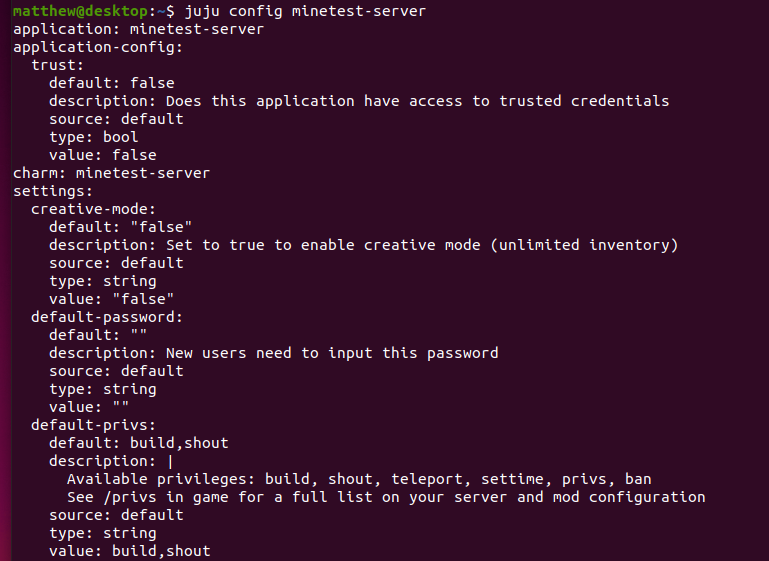 matthew@desktop:~$ juju config minetest-server
application: minetest-server
application-config:
  trust:
    default: false
    description: Does this application have access to trusted credentials
    source: default
    type: bool
    value: false
charm: minetest-server
settings:
  creative-mode:
    default: "false"
    description: Set to true to enable creative mode (unlimited inventory)
    source: default
    type: string
    value: "false"
  default-password:
    default: ""
    description: New users need to input this password
    source: default
    type: string
    value: ""
  default-privs:
    default: build,shout
    description: |
      Available privileges: build, shout, teleport, settime, privs, ban
      See /privs in game for a full list on your server and mod configuration
    source: default
    type: string
    value: build,shout